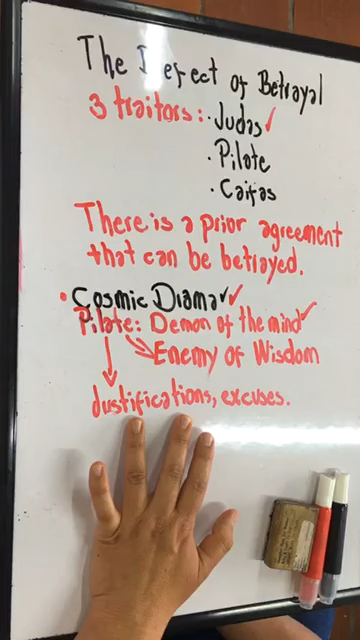 The Defect of Betrayal
3 traitors: • Judas ✓
• Pilate
• Caifas
There is a prior agreement
that can be betrayed.
• Cosmic Drama ✓✓
Pilate: Demon of the mind ✓
Enemy of Wisdom
Justifications, excuses.